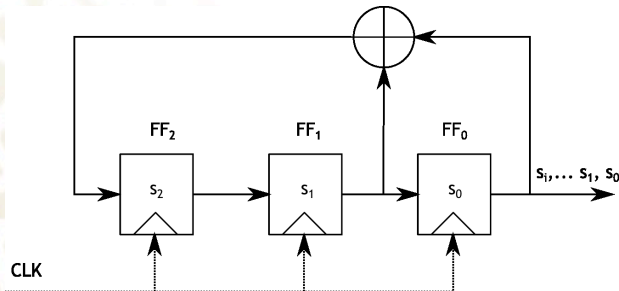 FF₂ FF₁ FF₀
s₂ s₁ s₀
sᵢ,... s₁, s₀
CLK